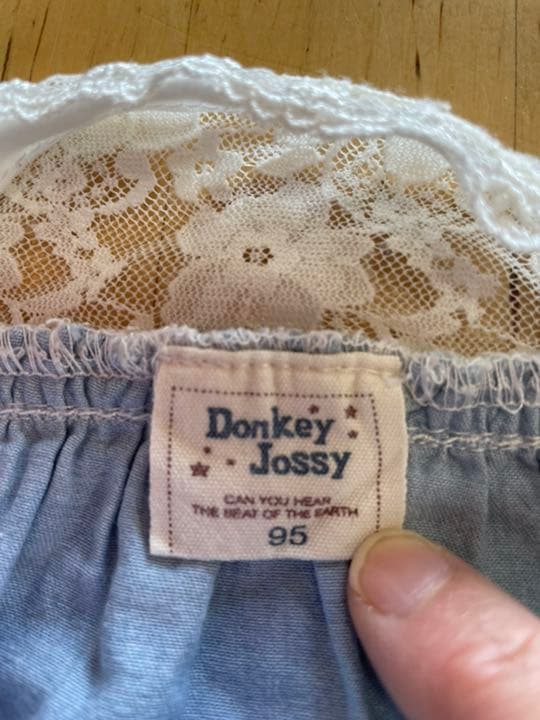 Donkey
Jossy
CAN YOU HEAR
THE BEAT OF THE EARTH
95